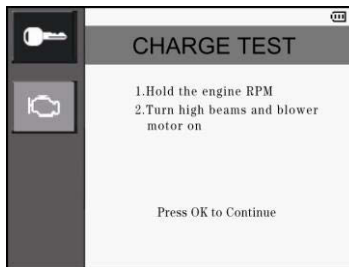 CHARGE TEST
1.Hold the engine RPM
2.Turn high beams and blower
motor on
Press OK to Continue